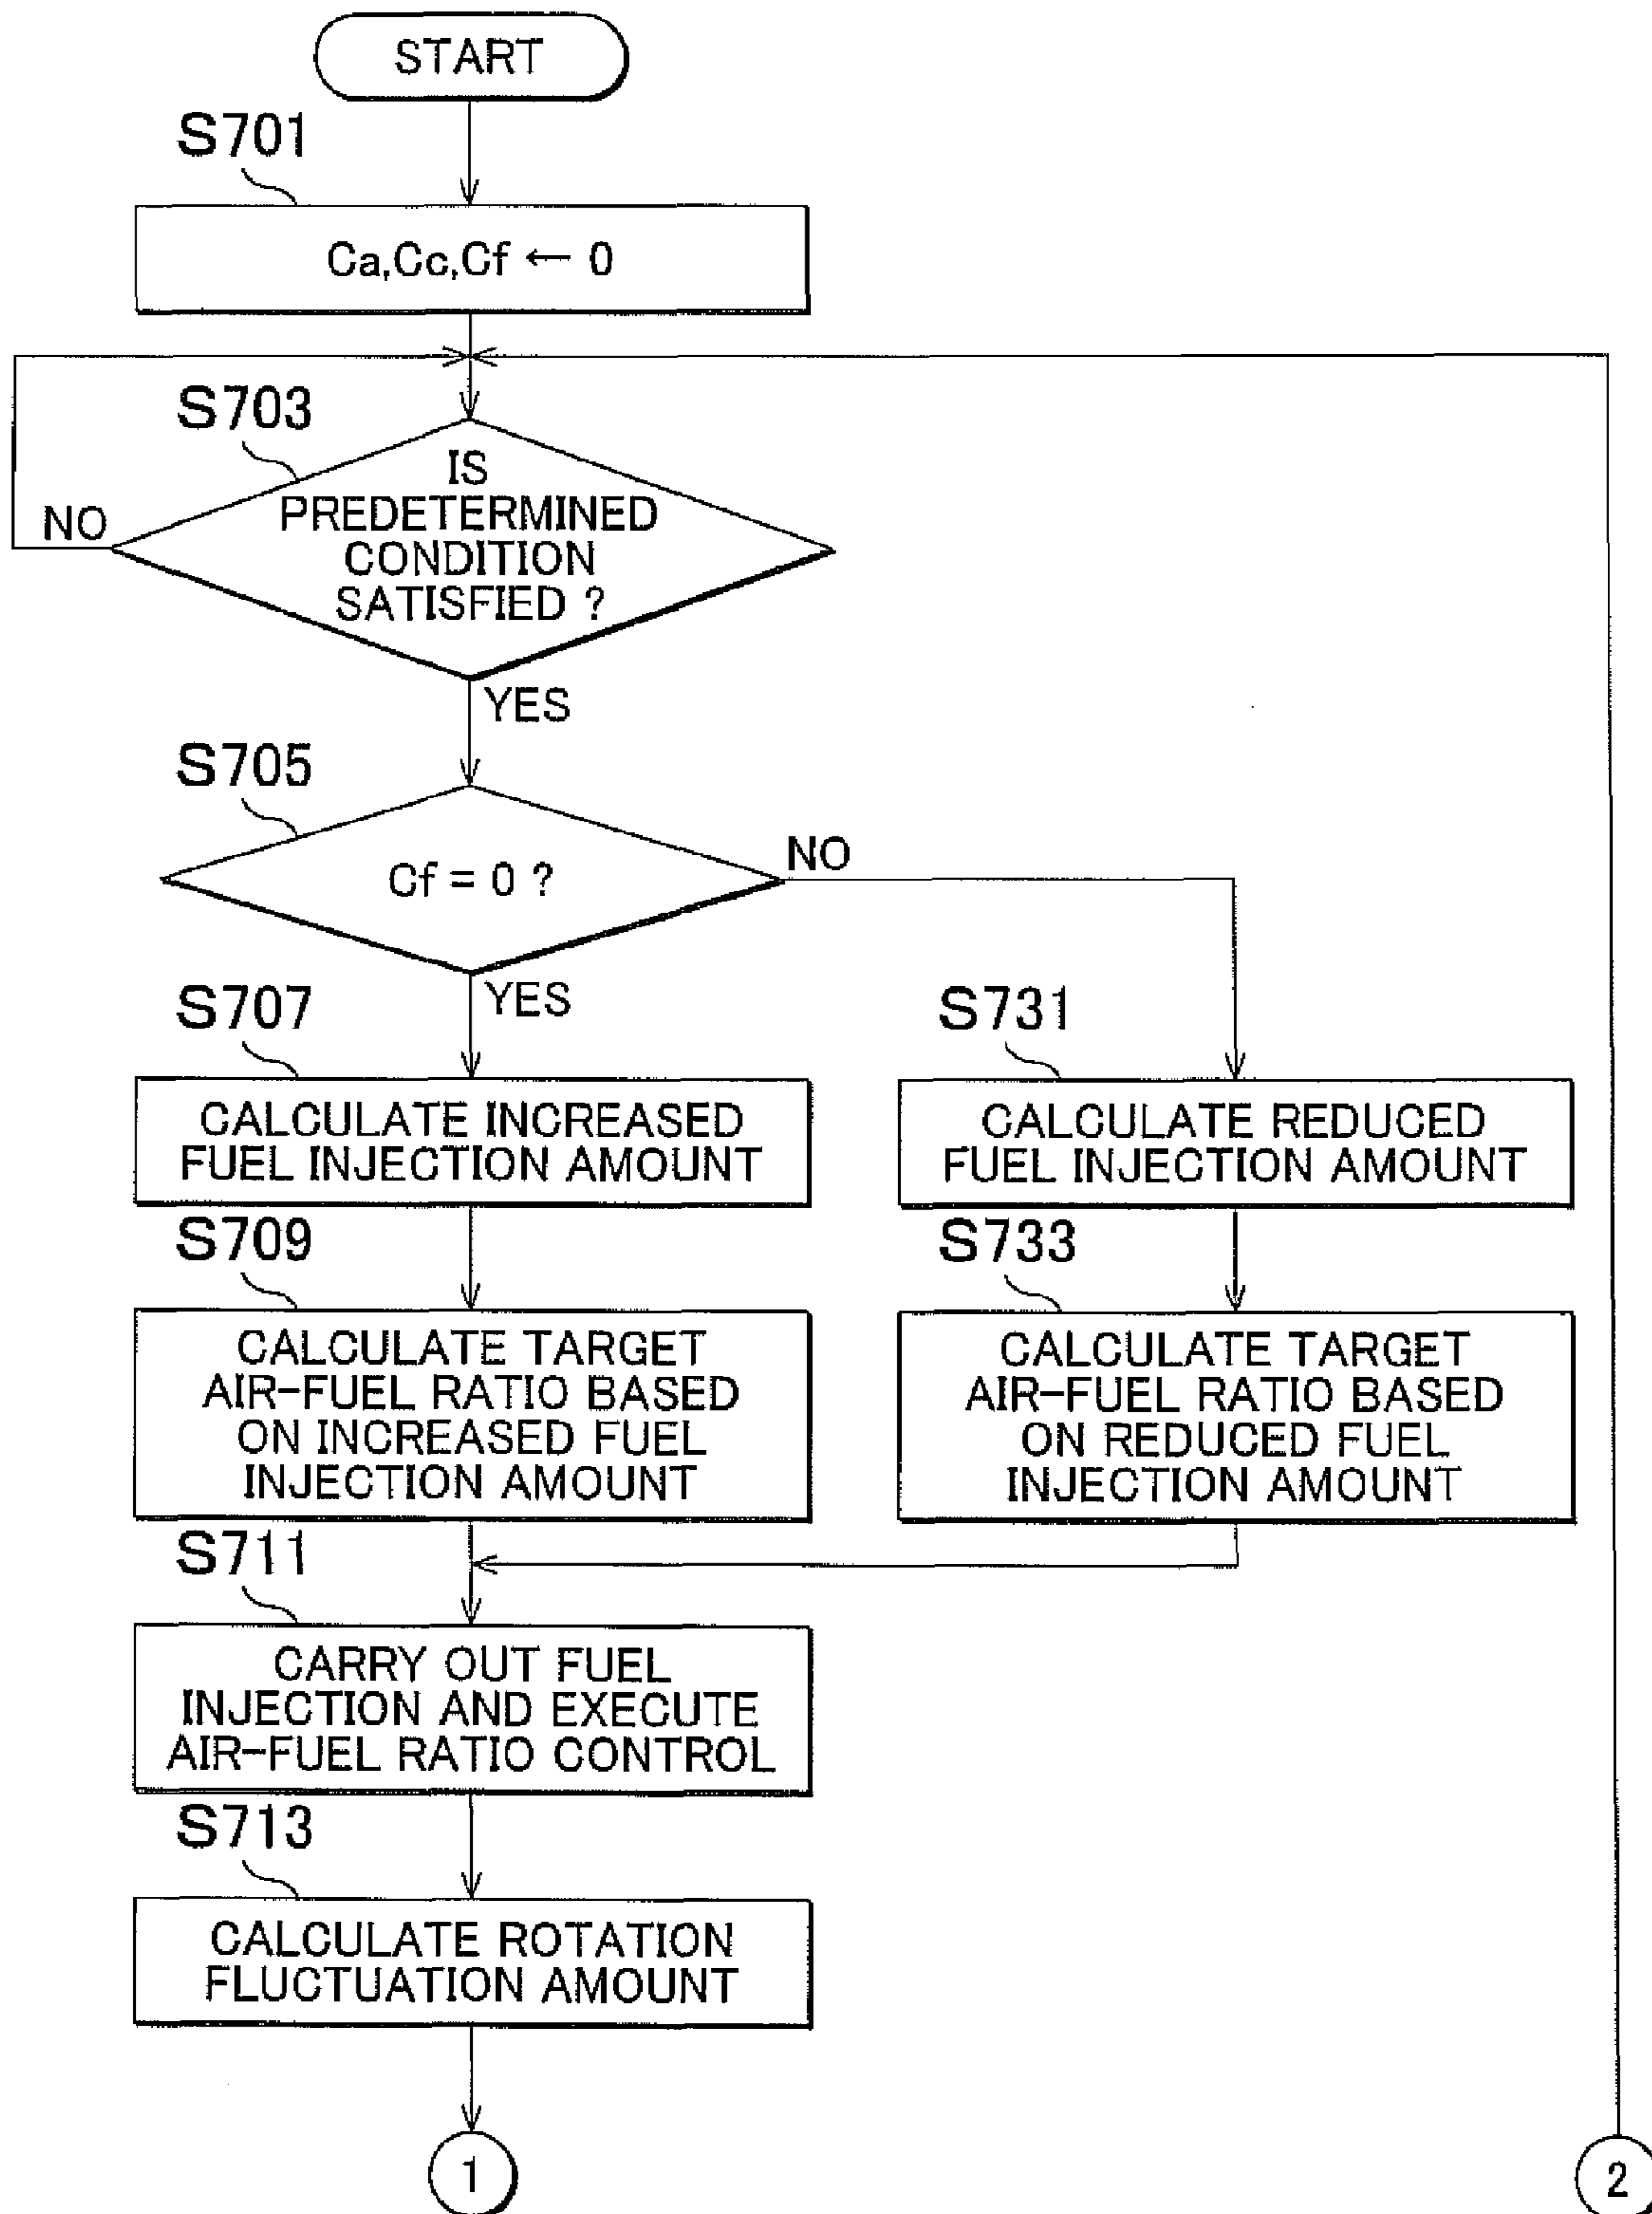 START
S701
Ca,Cc,Cf ← 0
S703
IS
PREDETERMINED
CONDITION
SATISFIED ?
NO
YES
S705
Cf = 0 ?
NO
YES
S707
CALCULATE INCREASED
FUEL INJECTION AMOUNT
S731
CALCULATE REDUCED
FUEL INJECTION AMOUNT
S709
CALCULATE TARGET
AIR-FUEL RATIO BASED
ON INCREASED FUEL
INJECTION AMOUNT
S733
CALCULATE TARGET
AIR-FUEL RATIO BASED
ON REDUCED FUEL
INJECTION AMOUNT
S711
CARRY OUT FUEL
INJECTION AND EXECUTE
AIR-FUEL RATIO CONTROL
S713
CALCULATE ROTATION
FLUCTUATION AMOUNT
1
2